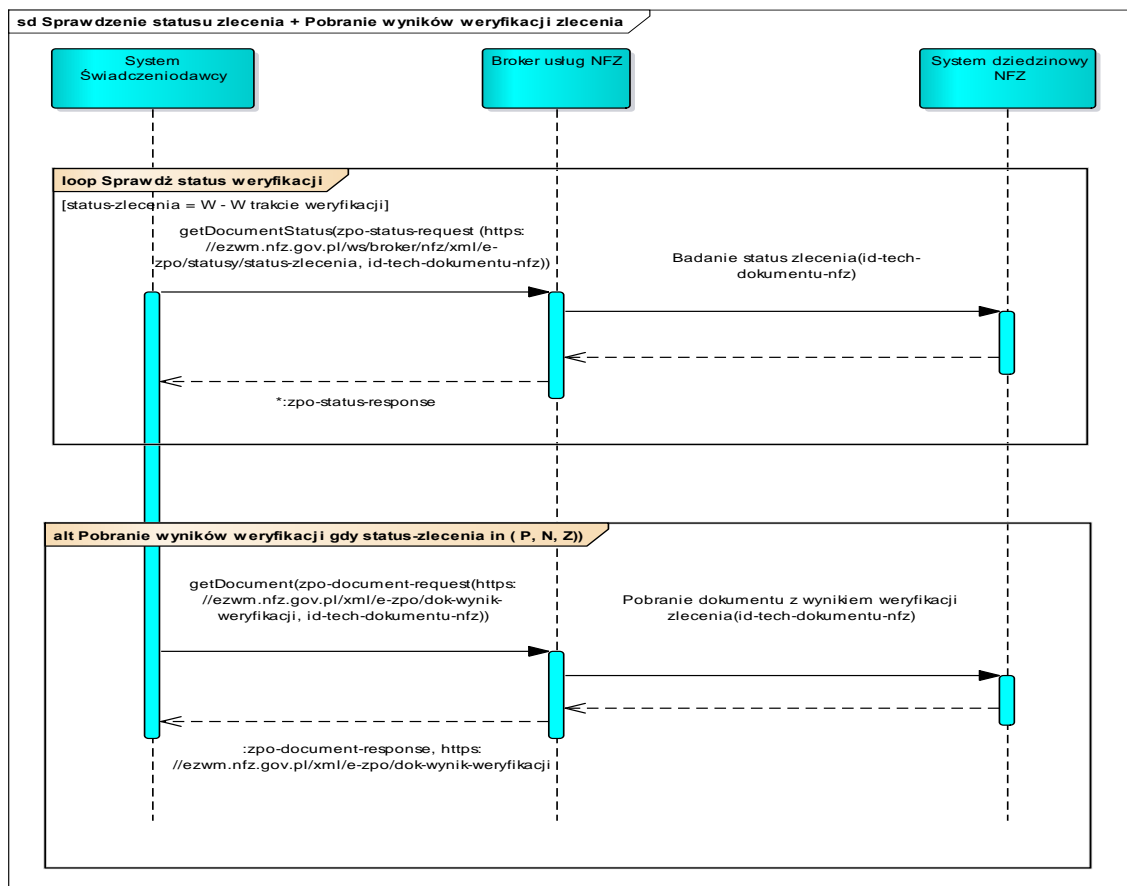 sd Sprawdzenie statusu zlecenia + Pobranie wyników weryfikacji zlecenia
System
Świadczeniodawcy
Broker usług NFZ
System dziedzinowy
NFZ
loop Sprawdź status weryfikacji
[status-zlecenia = W - W trakcie weryfikacji]
getDocumentStatus(zpo-status-request (https:
//ezwm.nfz.gov.pl/ws/broker/nfz/xml/e-
zpo/statusy/status-zlecenia, id-tech-dokumentu-nfz))
Badanie status zlecenia(id-tech-
dokumentu-nfz)
*:zpo-status-response
alt Pobranie wyników weryfikacji gdy status-zlecenia in ( P, N, Z))
getDocument(zpo-document-request(https:
//ezwm.nfz.gov.pl/xml/e-zpo/dok-wynik-
weryfikacji, id-tech-dokumentu-nfz))
Pobranie dokumentu z wynikiem weryfikacji
zlecenia(id-tech-dokumentu-nfz)
:zpo-document-response, https:
//ezwm.nfz.gov.pl/xml/e-zpo/dok-wynik-weryfikacji